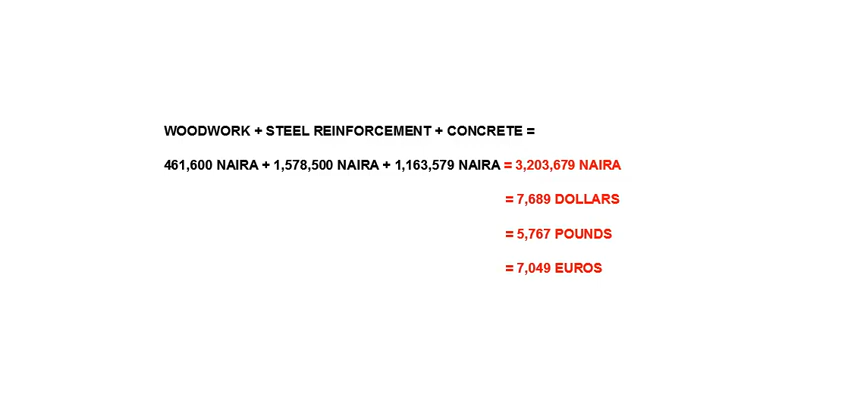 WOODWORK + STEEL REINFORCEMENT + CONCRETE =
461,600 NAIRA + 1,578,500 NAIRA + 1,163,579 NAIRA = 3,203,679 NAIRA
= 7,689 DOLLARS
= 5,767 POUNDS
= 7,049 EUROS